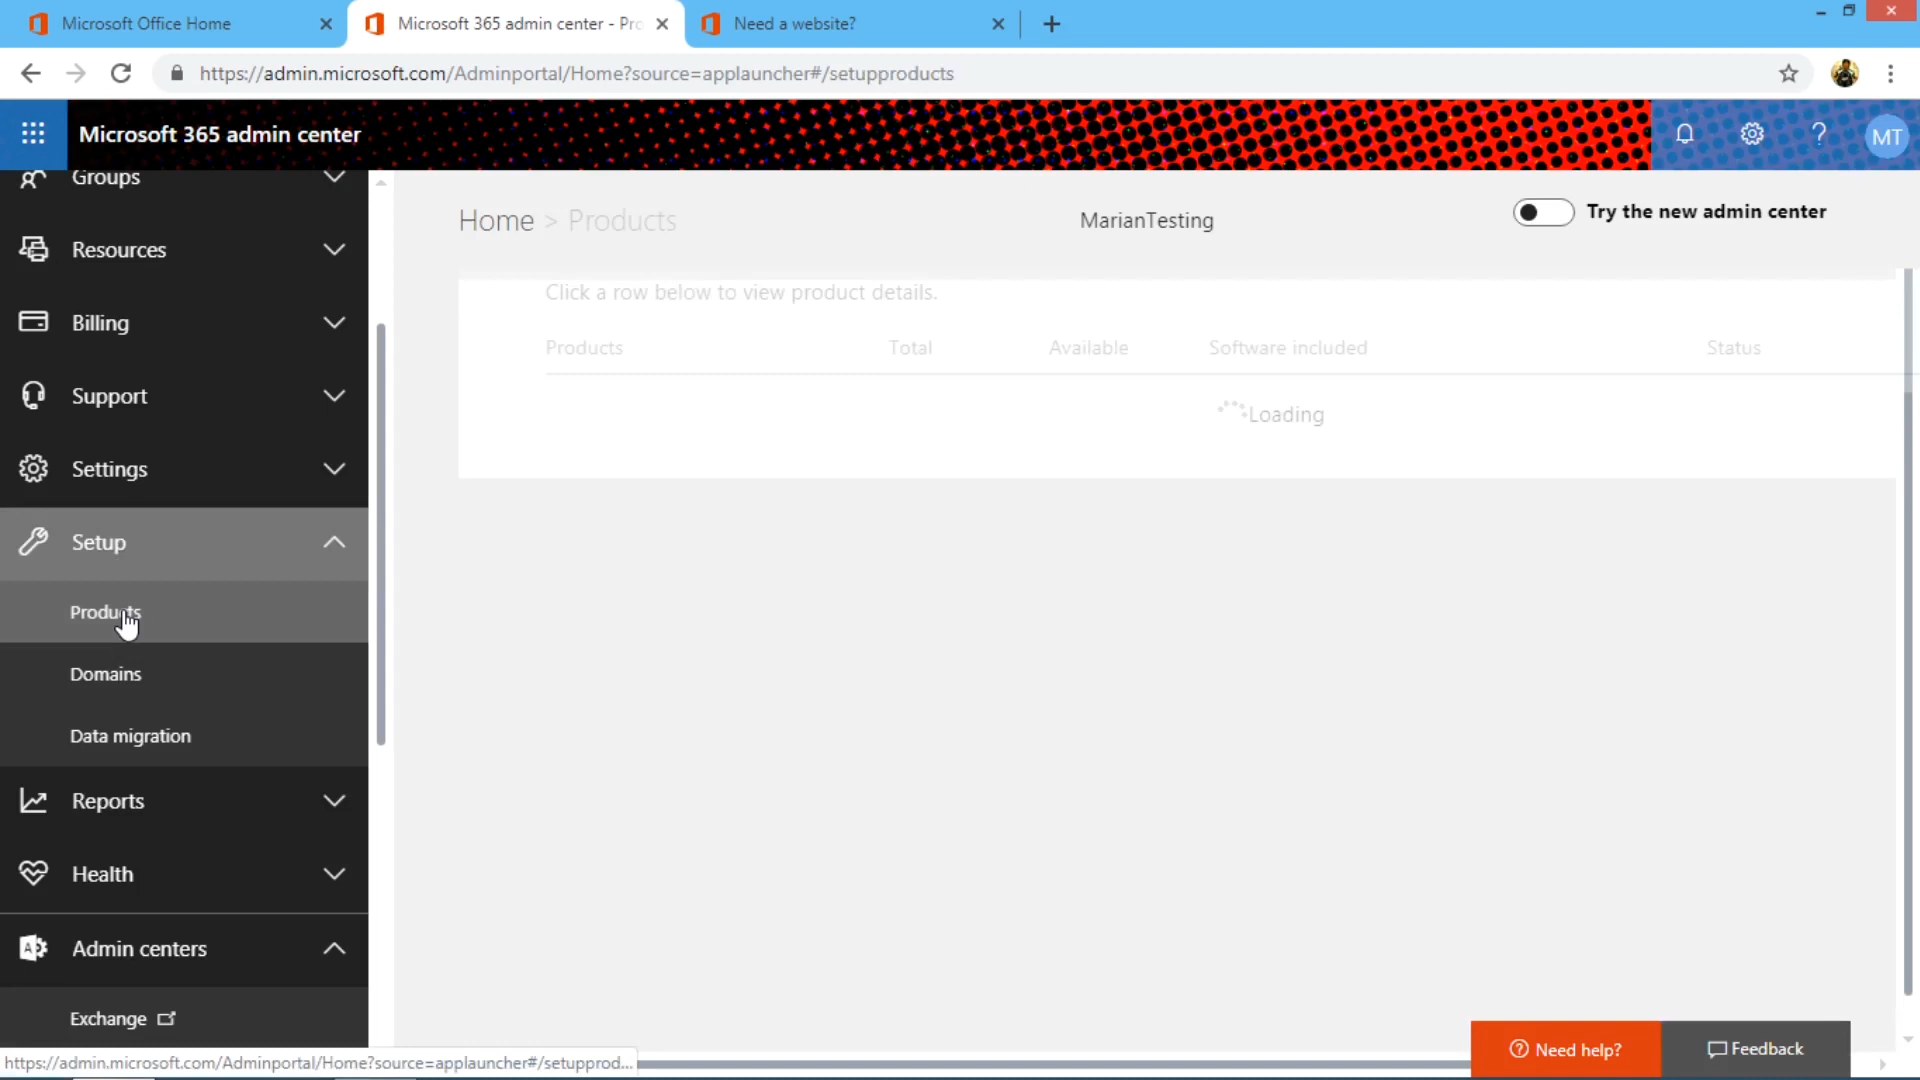 Microsoft Office Home
Microsoft 365 admin center - Pro
Need a website?
https://admin.microsoft.com/Adminportal/Home?source=applauncher#/setupproducts
Microsoft 365 admin center
MT
Groups
Resources
Billing
Support
Settings
Setup
Products
Domains
Data migration
Reports
Health
Admin centers
Exchange
Home > Products
MarianTesting
Try the new admin center
Click a row below to view product details.
Products Total Available Software included Status
Loading
Need help?
Feedback
https://admin.microsoft.com/Adminportal/Home?source=applauncher#/setupprod...